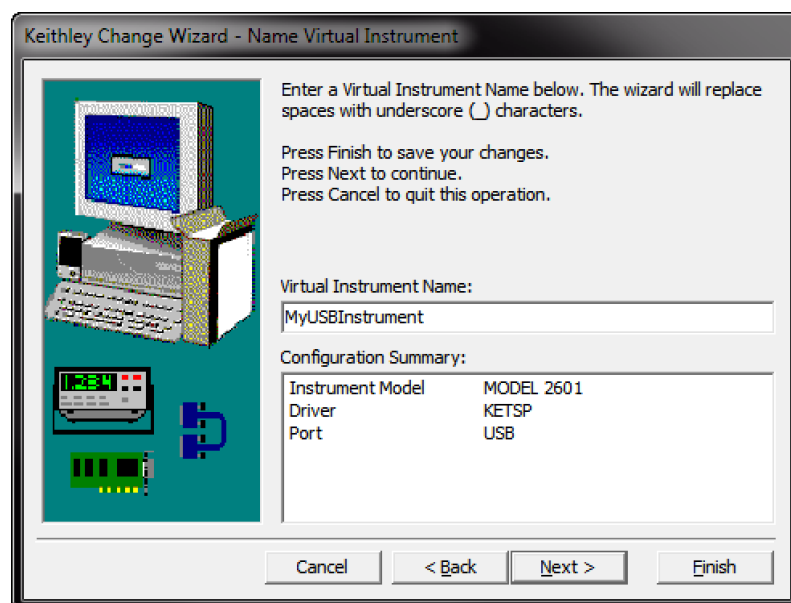 Keithley Change Wizard - Name Virtual Instrument
Enter a Virtual Instrument Name below. The wizard will replace
spaces with underscore (_) characters.
Press Finish to save your changes.
Press Next to continue.
Press Cancel to quit this operation.
Virtual Instrument Name:
MyUSBInstrument
Configuration Summary:
Instrument Model MODEL 2601
Driver KETSP
Port USB
1.234
Cancel < Back Next > Finish